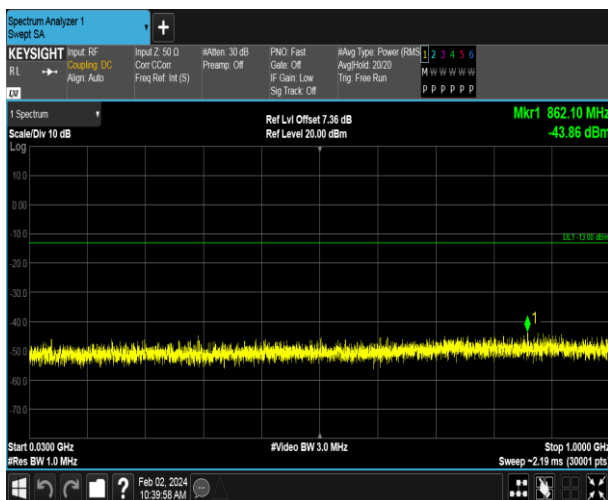 Spectrum Analyzer 1
Swept SA
+
KEYSIGHT
RL
LXI
Input: RF
Coupling: DC
Align: Auto
Input Z: 50 Ω
Corr CCorr
Freq Ref: Int (S)
#Atten: 30 dB
Preamp: Off
PNO: Fast
Gate: Off
IF Gain: Low
Sig Track: Off
#Avg Type: Power (RMS
Avg|Hold: 20/20
Trig: Free Run
1 2 3 4 5 6
M W W W W W
P P P P P P
1 Spectrum
Scale/Div 10 dB
Log
Ref Lvl Offset 7.36 dB
Ref Level 20.00 dBm
Mkr1 862.10 MHz
-43.86 dBm
10.0
0.00
-10.0
DL1 -13.00 dBm
-20.0
-30.0
-40.0
1
-50.0
-60.0
-70.0
Start 0.0300 GHz
#Res BW 1.0 MHz
#Video BW 3.0 MHz
Stop 1.0000 GHz
Sweep ~2.19 ms (30001 pts)
?
Feb 02, 2024
10:39:58 AM